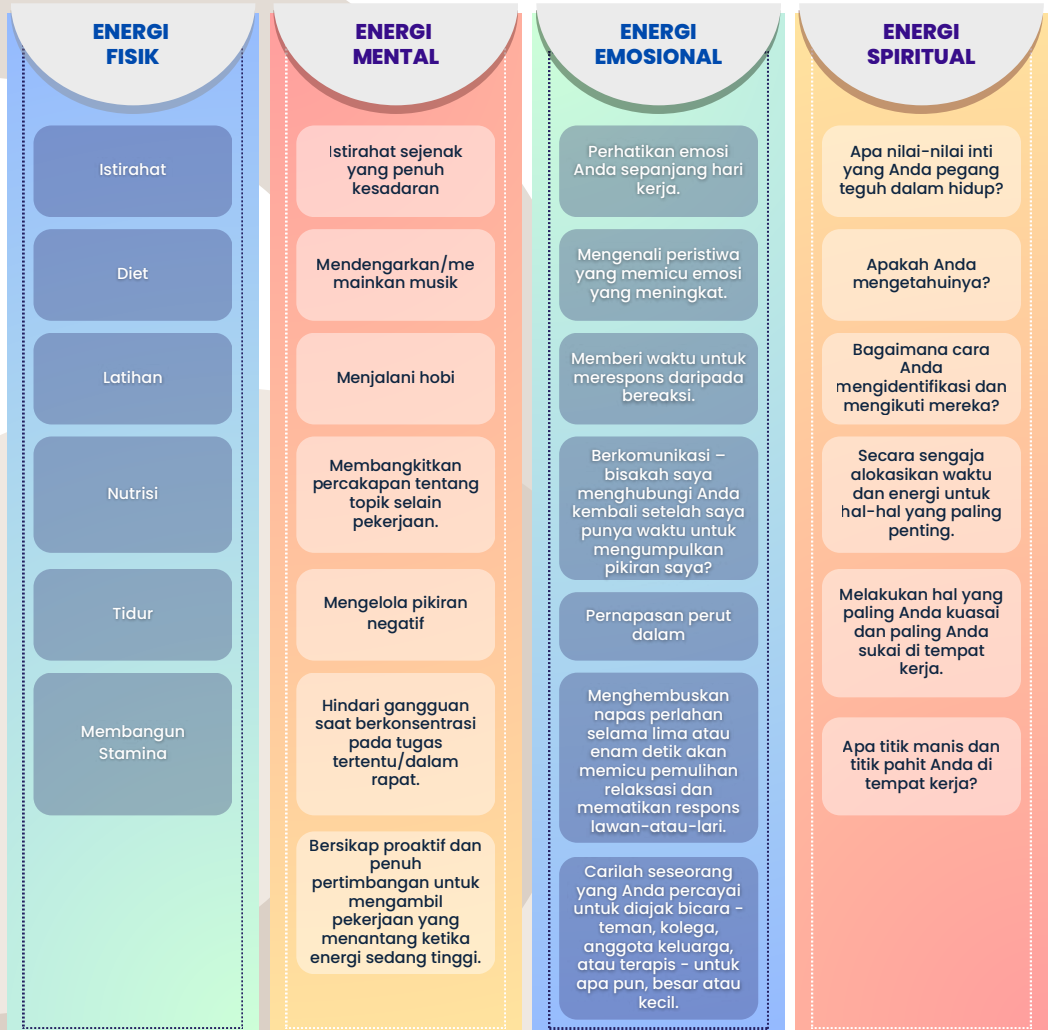 ENERGI
FISIK
Istirahat
Diet
Latihan
Nutrisi
Tidur
Membangun
Stamina
ENERGI
MENTAL
Istirahat sejenak
yang penuh
kesadaran
Mendengarkan/me
mainkan musik
Menjalani hobi
Membangkitkan
percakapan tentang
topik selain
pekerjaan.
Mengelola pikiran
negatif
Hindari gangguan
saat berkonsentrasi
pada tugas
tertentu/dalam
rapat.
Bersikap proaktif dan
penuh
pertimbangan untuk
mengambil
pekerjaan yang
menantang ketika
energi sedang tinggi.
ENERGI
EMOSIONAL
Perhatikan emosi
Anda sepanjang hari
kerja.
Mengenali peristiwa
yang memicu emosi
yang meningkat.
Memberi waktu untuk
merespons daripada
bereaksi.
Berkomunikasi –
bisakah saya
menghubungi Anda
kembali setelah saya
punya waktu untuk
mengumpulkan
pikiran saya?
Pernapasan perut
dalam
Menghembuskan
napas perlahan
selama lima atau
enam detik akan
memicu pemulihan
relaksasi dan
mematikan respons
lawan-atau-lari.
Carilah seseorang
yang Anda percayai
untuk diajak bicara -
teman, kolega,
anggota keluarga,
atau terapis - untuk
apa pun, besar atau
kecil.
ENERGI
SPIRITUAL
Apa nilai-nilai inti
yang Anda pegang
teguh dalam hidup?
Apakah Anda
mengetahuinya?
Bagaimana cara
Anda
mengidentifikasi dan
mengikuti mereka?
Secara sengaja
alokasikan waktu
dan energi untuk
hal-hal yang paling
penting.
Melakukan hal yang
paling Anda kuasai
dan paling Anda
sukai di tempat
kerja.
Apa titik manis dan
titik pahit Anda di
tempat kerja?